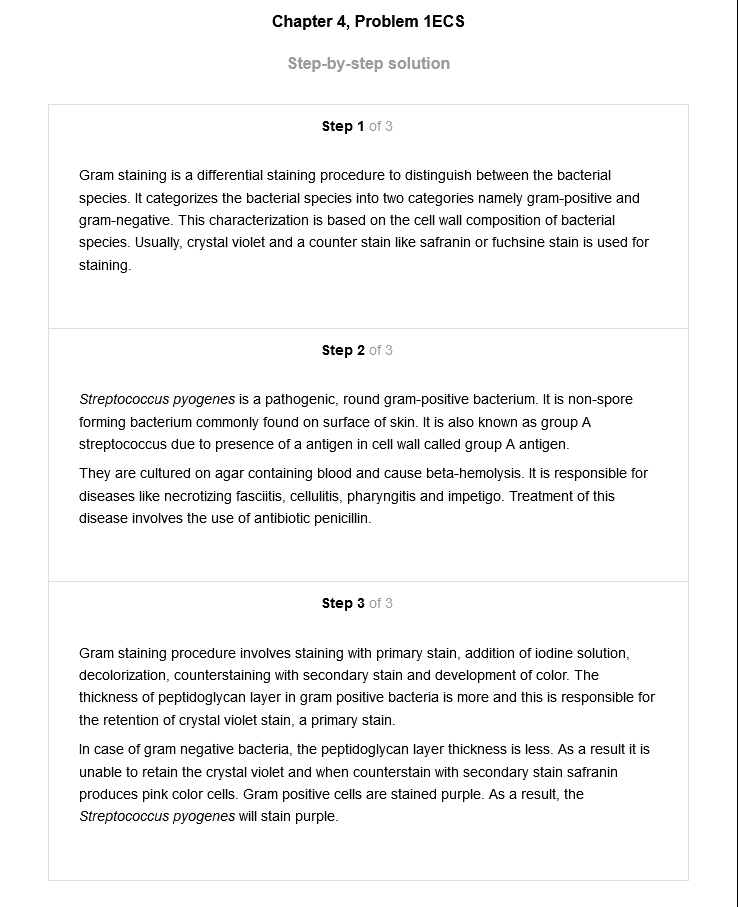 Chapter 4, Problem 1ECS
Step-by-step solution
Step 1 of 3
Gram staining is a differential staining procedure to distinguish between the bacterial
species. It categorizes the bacterial species into two categories namely gram-positive and
gram-negative. This characterization is based on the cell wall composition of bacterial
species. Usually, crystal violet and a counter stain like safranin or fuchsine stain is used for
staining.
Step 2 of 3
Streptococcus pyogenes is a pathogenic, round gram-positive bacterium. It is non-spore
forming bacterium commonly found on surface of skin. It is also known as group A
streptococcus due to presence of a antigen in cell wall called group A antigen.
They are cultured on agar containing blood and cause beta-hemolysis. It is responsible for
diseases like necrotizing fasciitis, cellulitis, pharyngitis and impetigo. Treatment of this
disease involves the use of antibiotic penicillin.
Step 3 of 3
Gram staining procedure involves staining with primary stain, addition of iodine solution,
decolorization, counterstaining with secondary stain and development of color. The
thickness of peptidoglycan layer in gram positive bacteria is more and this is responsible for
the retention of crystal violet stain, a primary stain.
In case of gram negative bacteria, the peptidoglycan layer thickness is less. As a result it is
unable to retain the crystal violet and when counterstain with secondary stain safranin
produces pink color cells. Gram positive cells are stained purple. As a result, the
Streptococcus pyogenes will stain purple.